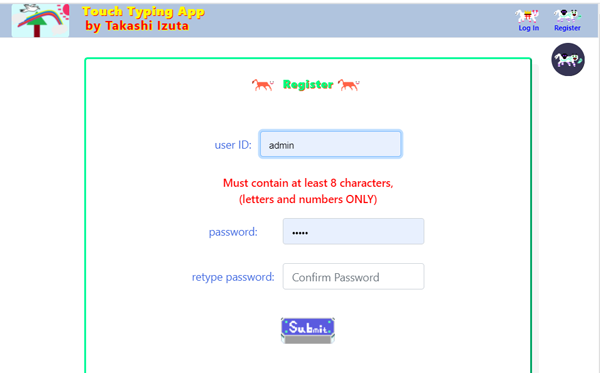 Touch Typing App
by Takashi Izuta
Log In
Register
Register
user ID:
admin
Must contain at least 8 characters,
(letters and numbers ONLY)
password:
•••••
retype password:
Confirm Password
Submit